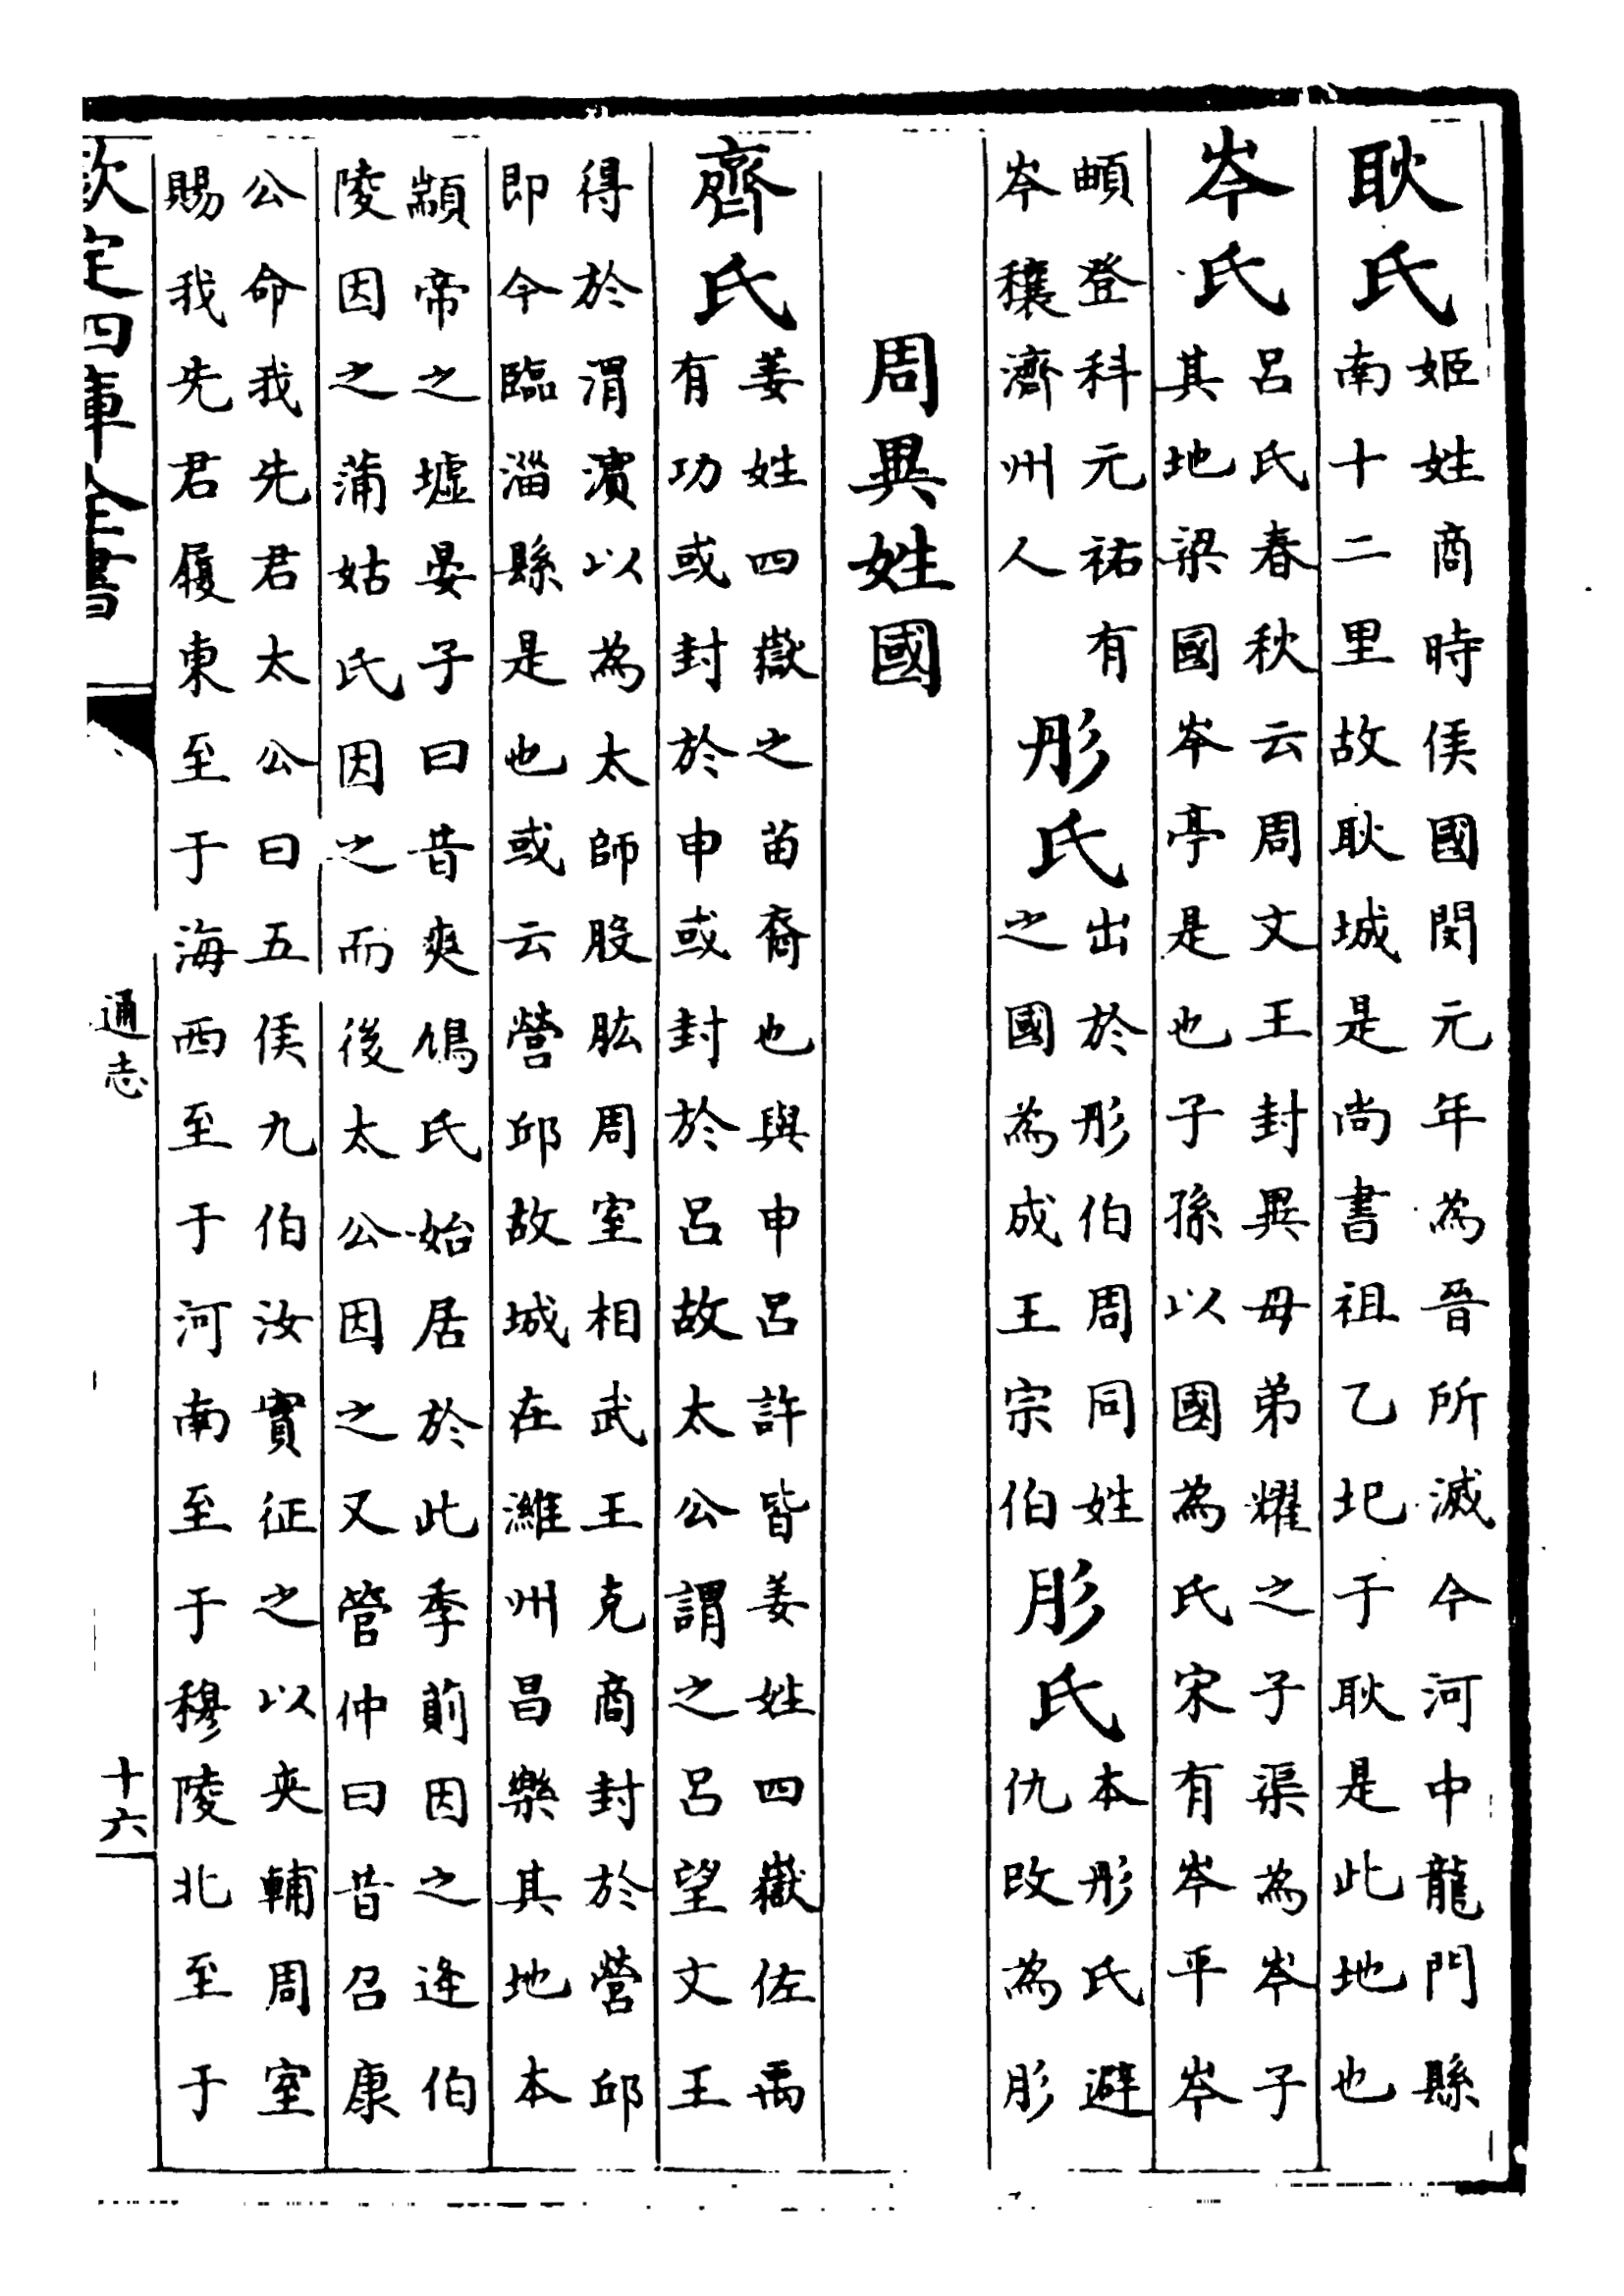 耿氏姬姓商時侯國閔元年為晉所滅今河中龍門縣
南十二里故耿城是尚書祖乙圯于耿是此地也
岑氏吕氏春秋云周文王封異母弟耀之子渠為岑子
其地梁國岑亭是也子孫以國為氏宋有岑平岑
頔登科元祐有
岑穰濟州人
彤氏出於彤伯周同姓
之國為成王宗伯
肜氏本彤氏避
仇改為肜
周異姓國
齊氏姜姓四嶽之苗裔也與申吕許皆姜姓四嶽佐禹
有功或封於申或封於吕故太公謂之吕望文王
得於渭濱以為太師股肱周室相武王克商封於營邱
即今臨淄縣是也或云營邱故城在濰州昌樂其地本
顓帝之墟晏子曰昔爽鳩氏始居於此季萴因之逄伯
陵因之蒲姑氏因之而後太公因之又管仲曰昔召康
公命我先君太公曰五侯九伯汝實征之以夾輔周室
賜我先君履東至于海西至于河南至于穆陵北至于
欽定四庫全書
通志
十六